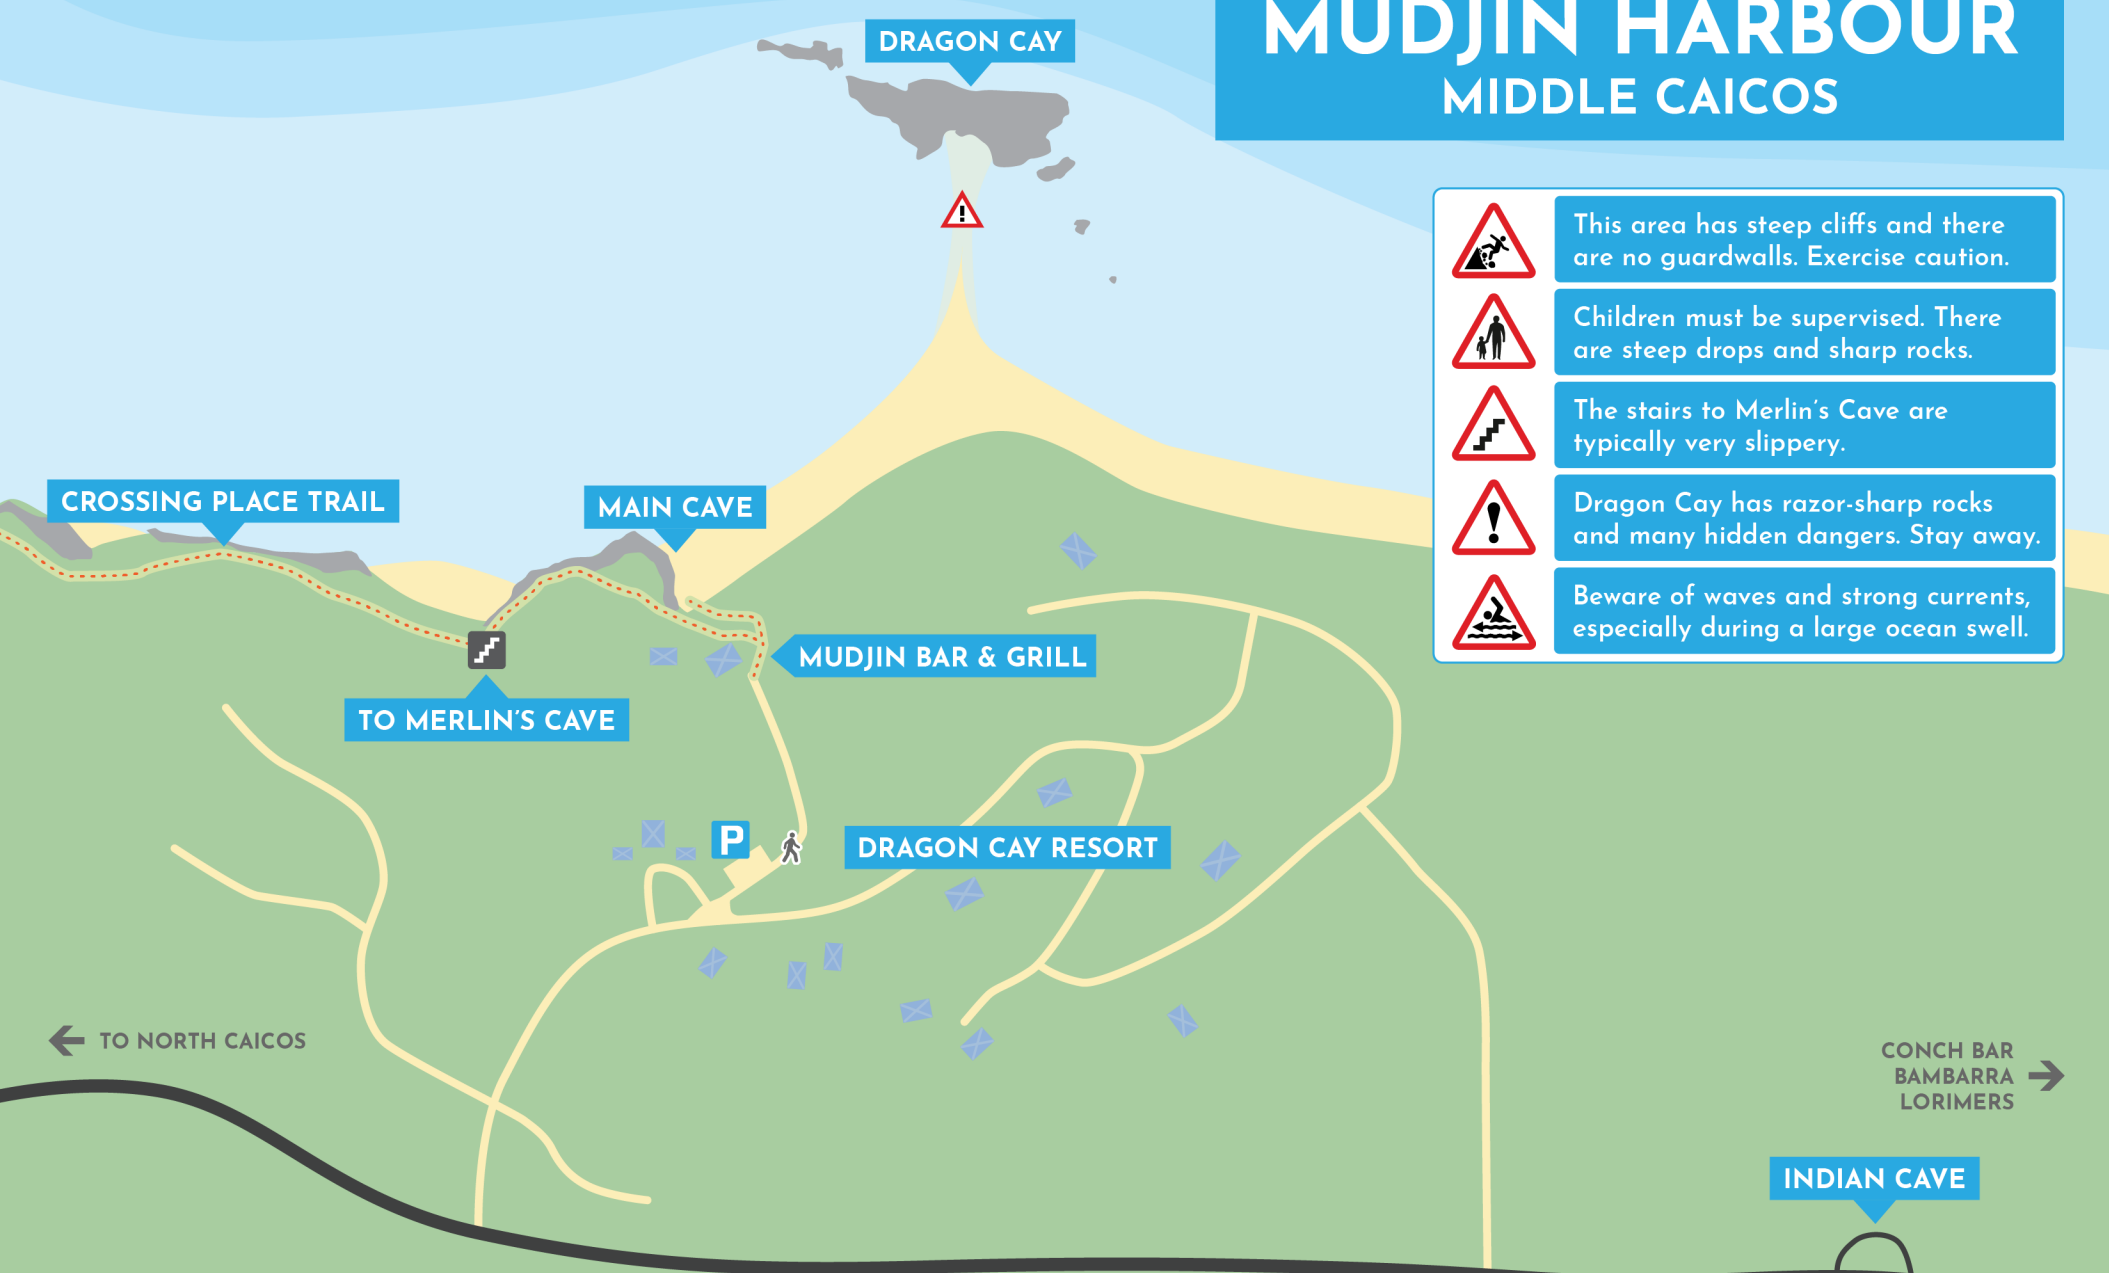 MUDJIN HARBOUR
MIDDLE CAICOS
DRAGON CAY
!
This area has steep cliffs and there
are no guardwalls. Exercise caution.
Children must be supervised. There
are steep drops and sharp rocks.
The stairs to Merlin's Cave are
typically very slippery.
!
Dragon Cay has razor-sharp rocks
and many hidden dangers. Stay away.
Beware of waves and strong currents,
especially during a large ocean swell.
CROSSING PLACE TRAIL
MAIN CAVE
MUDJIN BAR & GRILL
TO MERLIN'S CAVE
P
DRAGON CAY RESORT
TO NORTH CAICOS
CONCH BAR
BAMBARRA
LORIMERS
INDIAN CAVE